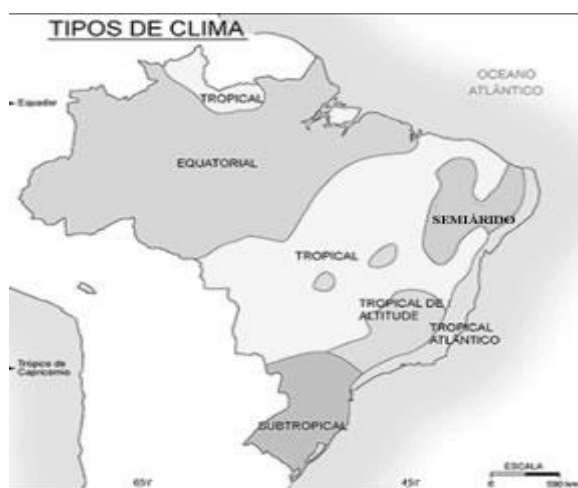 TIPOS DE CLIMA
OCEANO
ATLÂNTICO
Equador
TROPICAL
EQUATORIAL
SEMIÁRIDO
TROPICAL
TROPICAL DE
ALTITUDE
TROPICAL
ATLÂNTICO
Trópico de
Capricórnio
SUBTROPICAL
ESCALA
0